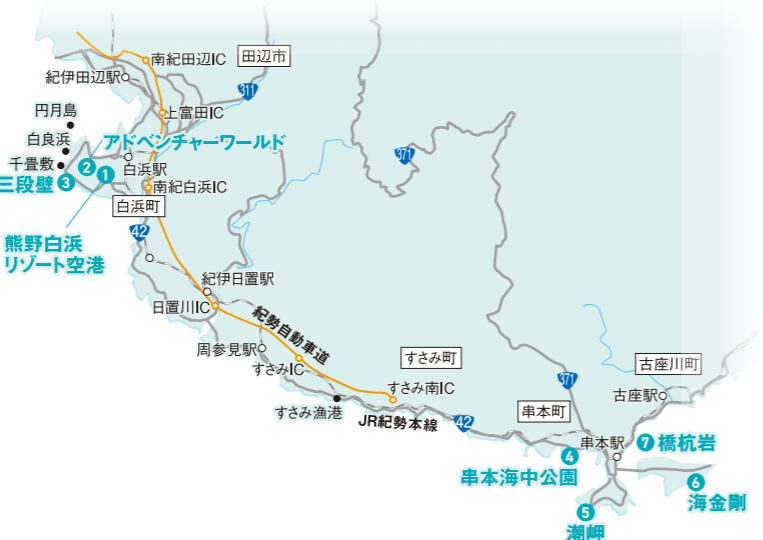 南紀田辺IC
田辺市
紀伊田辺駅
311
上富田IC
円月島
アドベンチャーワールド
白良浜
371
千畳敷
2
1
白浜駅
三段壁
3
南紀白浜IC
白浜町
42
熊野白浜
リゾート空港
紀伊日置駅
日置川IC
紀勢自動車道
周参見駅
すさみIC
すさみ町
古座川町
371
すさみ南IC
古座駅
すさみ漁港
串本町
JR紀勢本線
42
串本駅
7
橋杭岩
4
串本海中公園
6
海金剛
5
潮岬